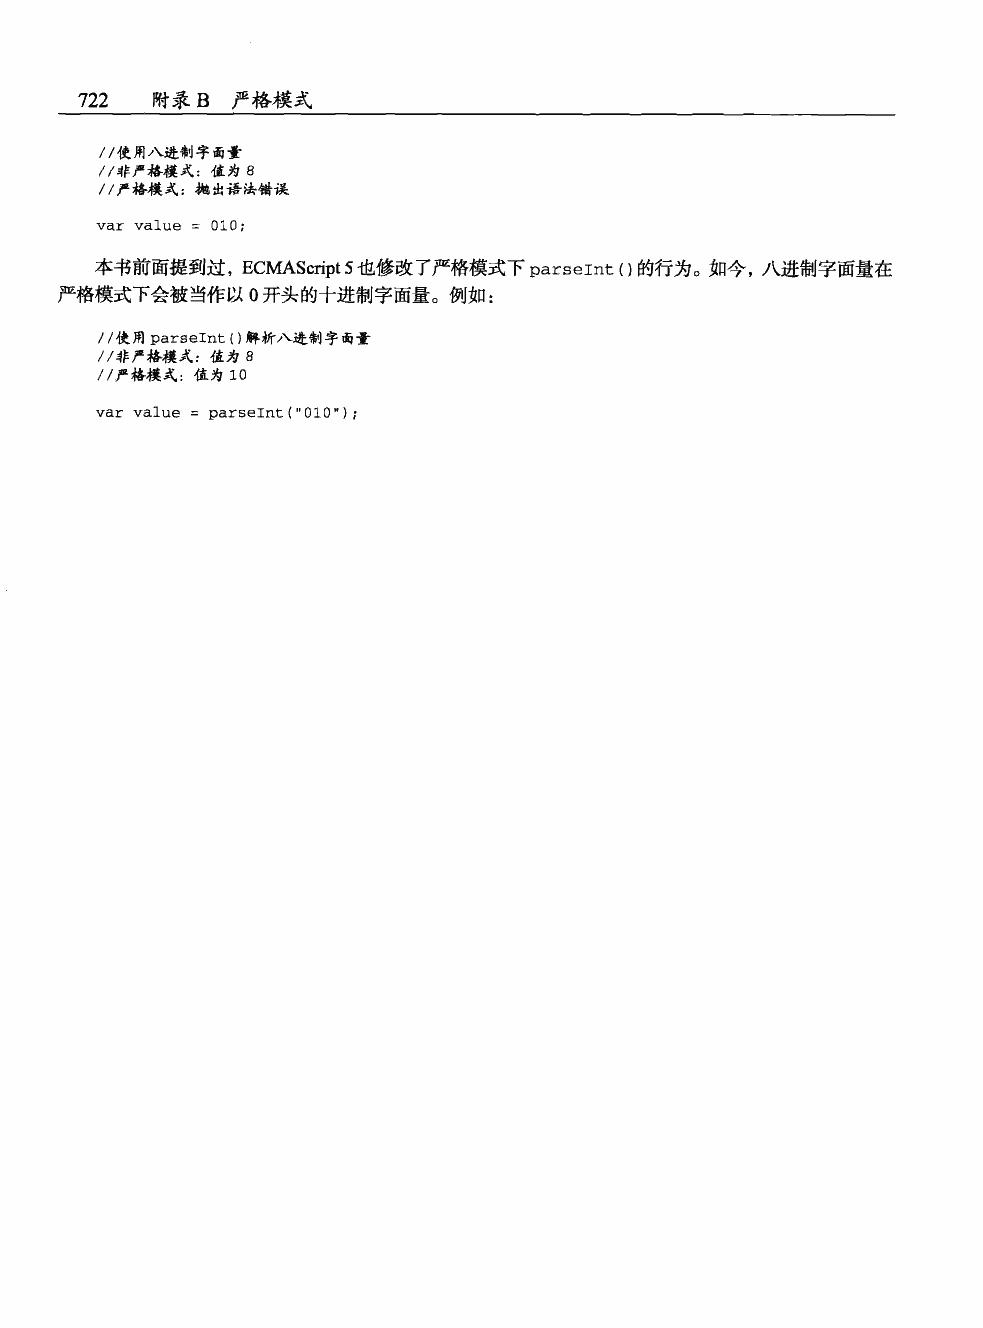 722 附录 B 严格模式
//使用八进制字面量
//非严格模式：值为 8
//严格模式：抛出语法错误
var value = 010;
本书前面提到过，ECMAScript 5 也修改了严格模式下 parseInt()的行为。如今，八进制字面量在
严格模式下会被当作以 0 开头的十进制字面量。例如：
//使用 parseInt()解析八进制字面量
//非严格模式：值为 8
//严格模式：值为 10
var value = parseInt("010");